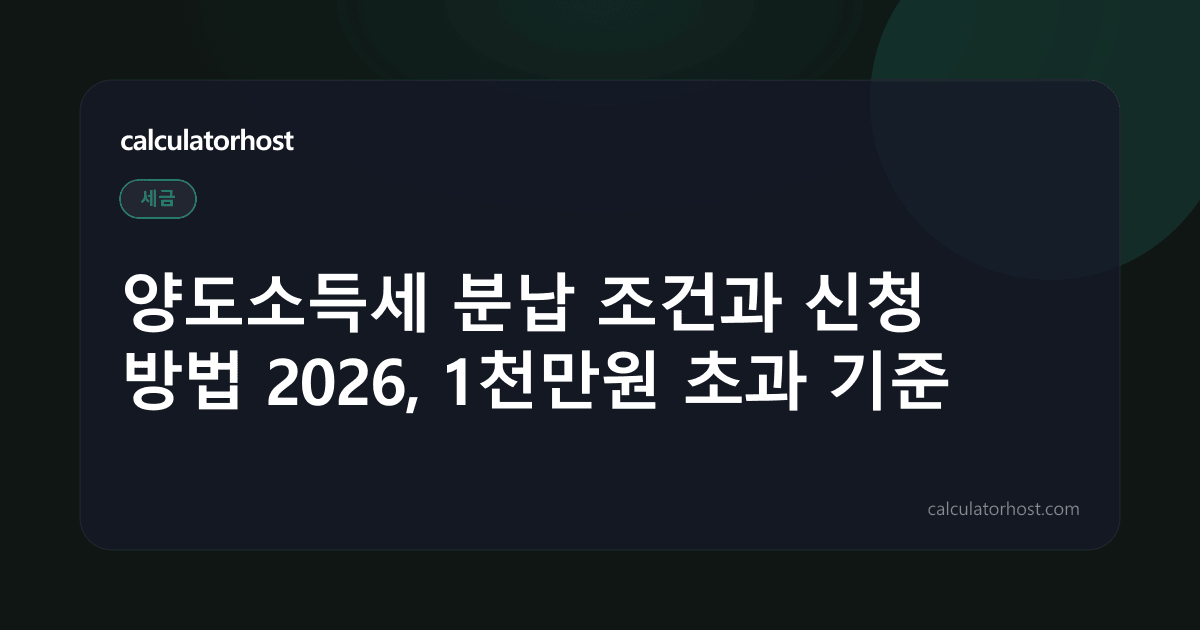 calculatorhost
세금
양도소득세 분납 조건과 신청
방법 2026, 1천만원 초과 기준
calculatorhost.com